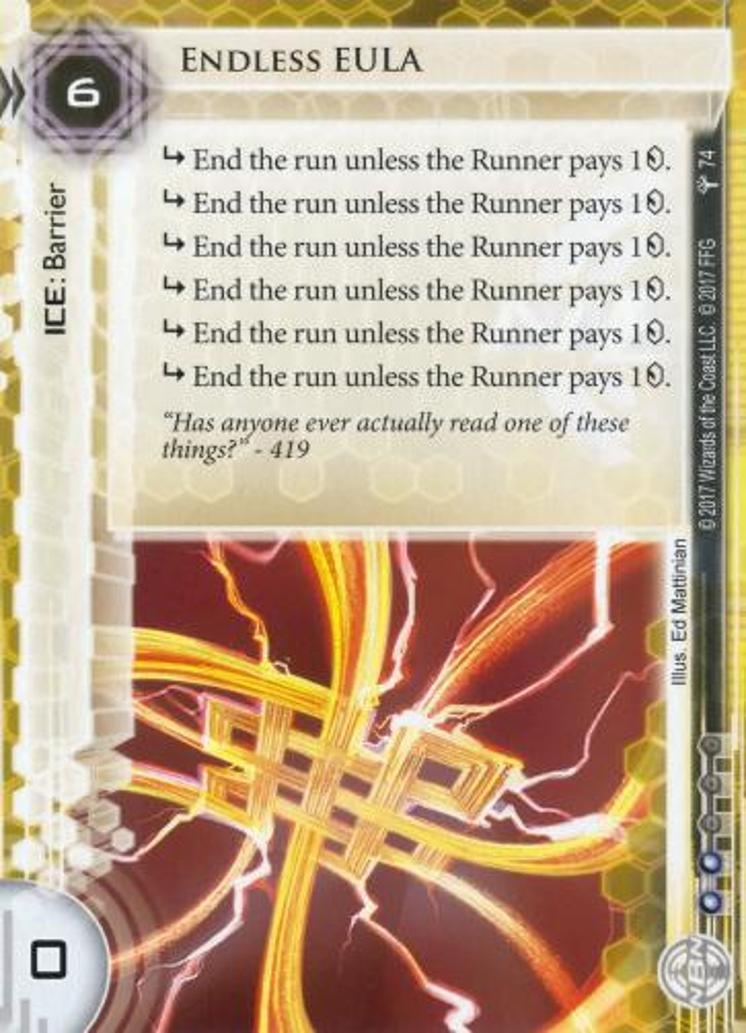 6
Endless EULA
ICE: Barrier
↳ End the run unless the Runner pays 1.
↳ End the run unless the Runner pays 1.
↳ End the run unless the Runner pays 1.
↳ End the run unless the Runner pays 1.
↳ End the run unless the Runner pays 1.
↳ End the run unless the Runner pays 1.
“Has anyone ever actually read one of these
things?” - 419
© 2017 Wizards of the Coast LLC. © 2017 FFG 74
Illus. Ed Mattinian
0